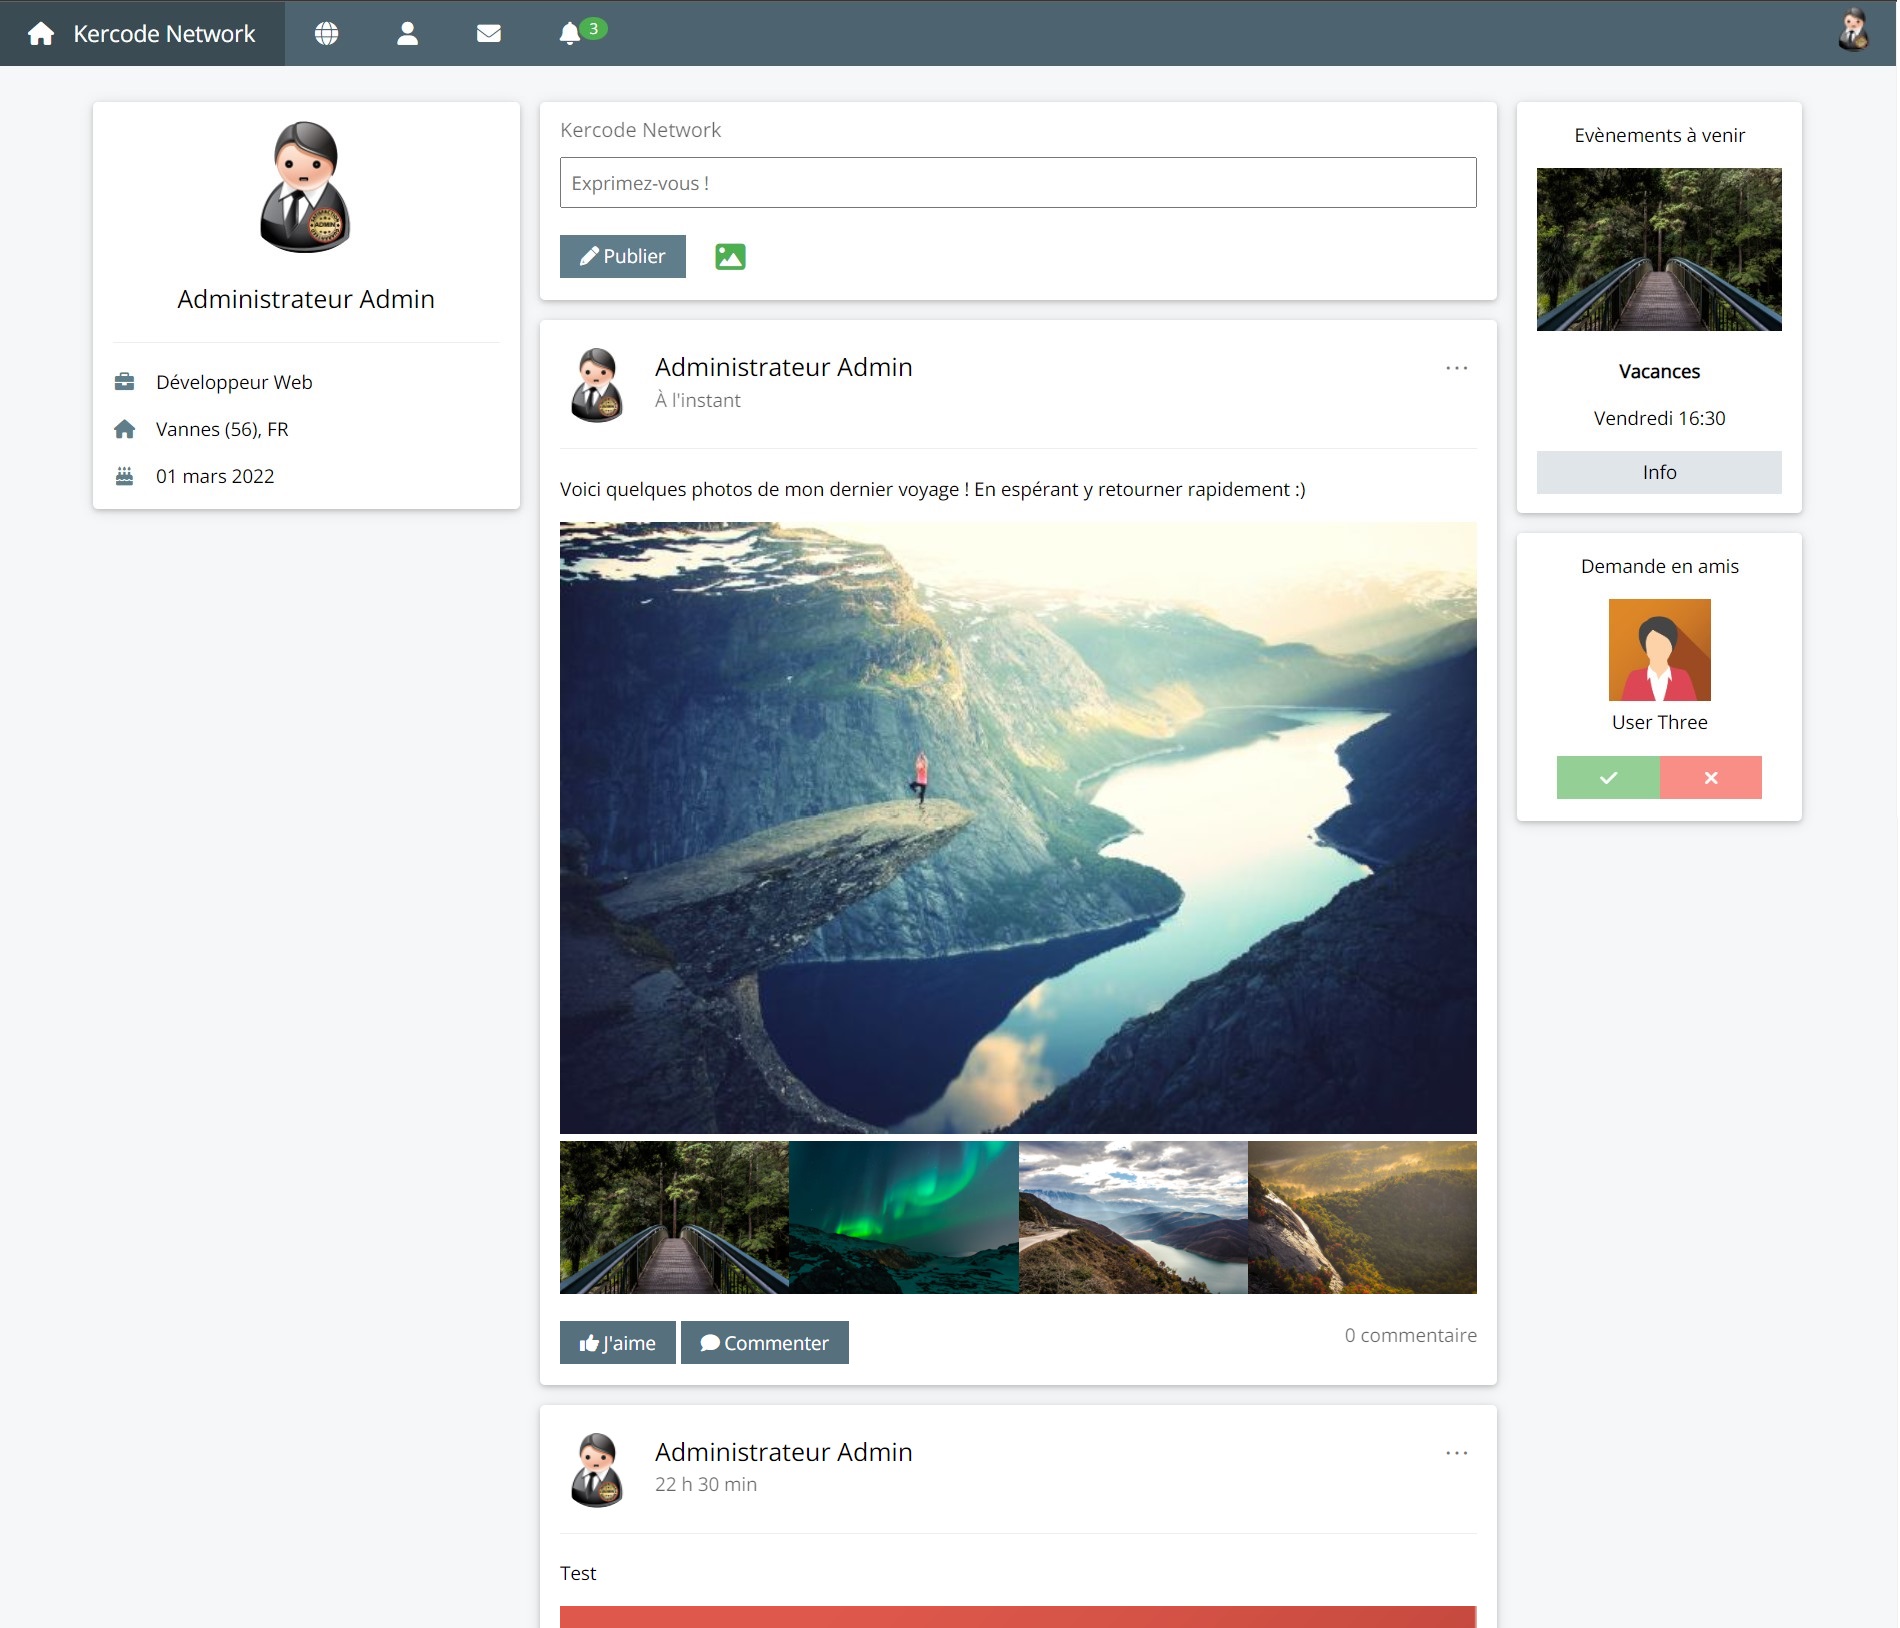 Kercode Network
3
ADMIN
Administrateur Admin
Développeur Web
Vannes (56), FR
01 mars 2022
Kercode Network
Exprimez-vous !
Publier
Administrateur Admin
À l'instant
...
Voici quelques photos de mon dernier voyage ! En espérant y retourner rapidement :)
J'aime
Commenter
0 commentaire
Administrateur Admin
22 h 30 min
...
Test
Evènements à venir
Vacances
Vendredi 16:30
Info
Demande en amis
User Three